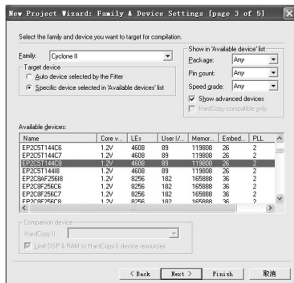 New Project Wizard: Family & Device Settings [page 3 of 5]
Select the family and device you want to target for compilation.
Family: Cyclone II
Show in 'Available device' list
Package: Any
Pin count: Any
Speed grade: Any
Show advanced devices
HardCopy compatible only
Target device
Auto device selected by the Fitter
Specific device selected in 'Available devices' list
Available devices:
Name Core v... LEs User I/... Memor... Embed... PLL
EP2C5T144C6 1.2V 4608 89 119808 26 2
EP2C5T144C7 1.2V 4608 89 119808 26 2
EP2C5T144C8 1.2V 4608 89 119808 26 2
EP2C5T144I8 1.2V 4608 89 119808 26 2
EP2C8AF256I8 1.2V 8256 182 165888 36 2
EP2C8F256C6 1.2V 8256 182 165888 36 2
EP2C8F256C7 1.2V 8256 182 165888 36 2
EP2C8F256C8 1.2V 8256 182 165888 36 2
Companion device
HardCopy II:
Limit DSP & RAM to HardCopy II device resources
< Back
Next >
Finish
取消